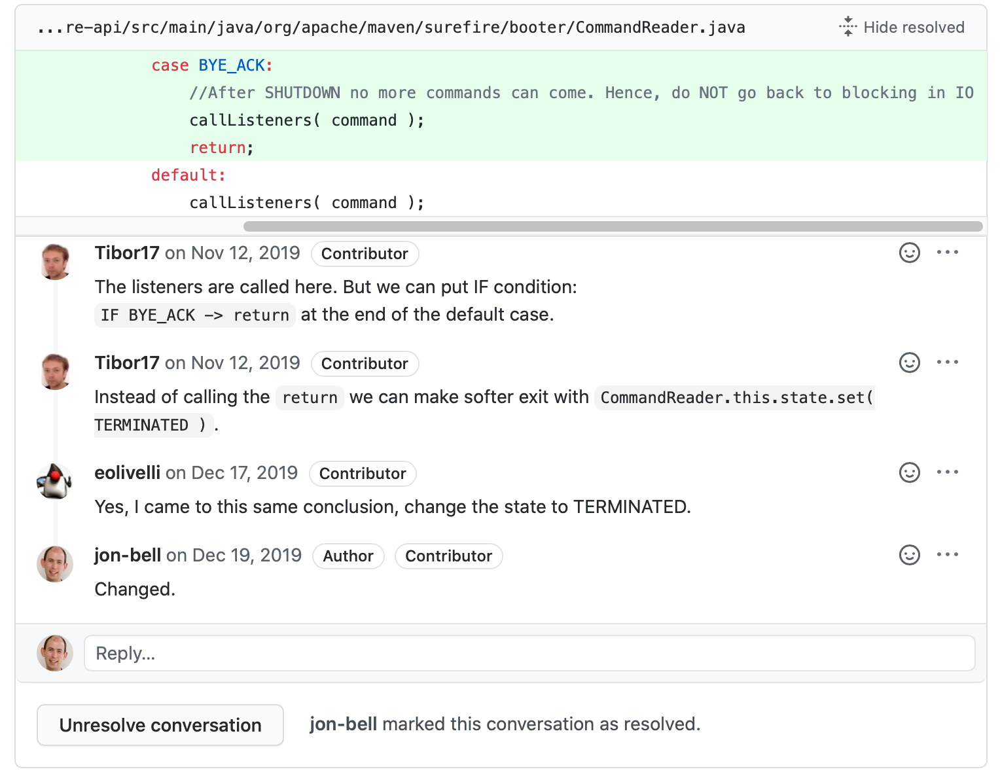 ...re-api/src/main/java/org/apache/maven/surefire/booter/CommandReader.java Hide resolved
case BYE_ACK:
//After SHUTDOWN no more commands can come. Hence, do NOT go back to blocking in IO
callListeners( command );
return;
default:
callListeners( command );
Tibor17 on Nov 12, 2019 Contributor
The listeners are called here. But we can put IF condition:
IF BYE_ACK -> return at the end of the default case.
Tibor17 on Nov 12, 2019 Contributor
Instead of calling the return we can make softer exit with CommandReader.this.state.set(
TERMINATED ) .
eolivelli on Dec 17, 2019 Contributor
Yes, I came to this same conclusion, change the state to TERMINATED.
jon-bell on Dec 19, 2019 Author Contributor
Changed.
Reply...
Unresolve conversation jon-bell marked this conversation as resolved.